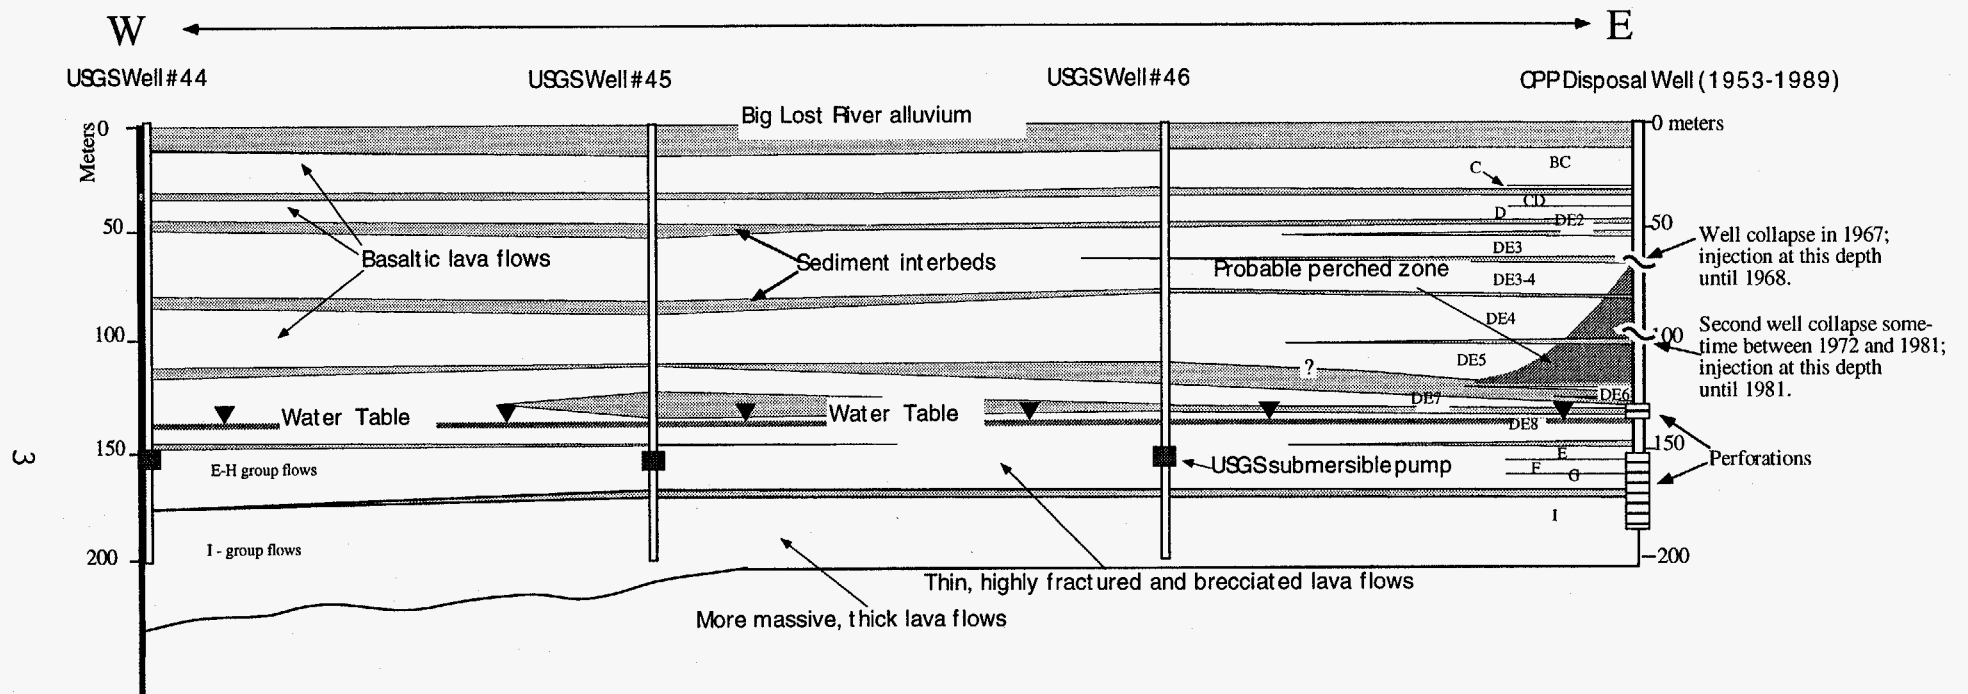 W E
USGS Well #44 USGS Well #45 USGS Well #46 CPP Disposal Well (1953-1989)
Big Lost River alluvium
Meters
0
0 meters
BC
C
CD
D
DE2
50
50
Well collapse in 1967;
injection at this depth
until 1968.
Basaltic lava flows
Sediment interbeds
DE3
Probable perched zone
DE3-4
DE4
100
100
Second well collapse some-
time between 1972 and 1981;
injection at this depth
until 1981.
?
DE5
DE6
DE7
Water Table
Water Table
DE8
150
150
E
F
G
Perforations
3
E-H group flows
USGS submersible pump
I
I - group flows
200
200
Thin, highly fractured and brecciated lava flows
More massive, thick lava flows